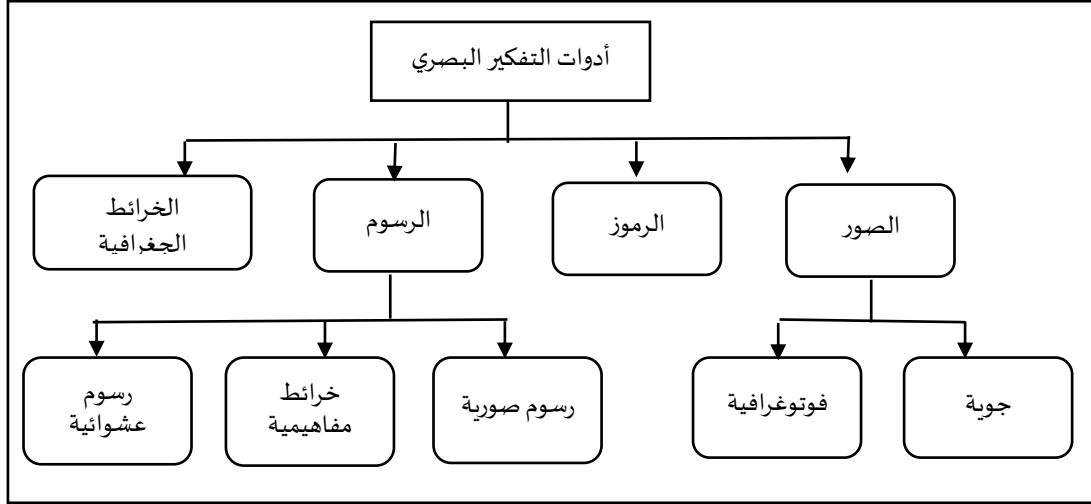 أدوات التفكير البصري
الصور
الرموز
الرسوم
الخرائط
الجغرافية
جوية
فوتوغرافية
رسوم صورية
خرائط
مفاهيمية
رسوم
عشوائية